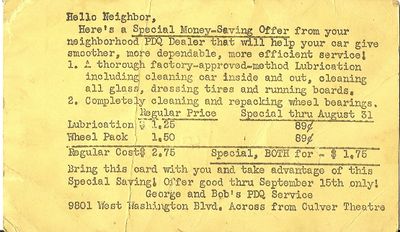 Hello Neighbor,
Here's a Special Money-Saving Offer from your
neighborhood PDQ Dealer that will help your car give
smoother, more dependable, more efficient service!
1. A thorough factory-approved-method Lubrication
including cleaning car inside and out, cleaning
all glass, dressing tires and running boards.
2. Completely cleaning and repacking wheel bearings.
Regular Price Special thru August 31
Lubrication $ 1.25 89¢
Wheel Pack 1.50 89¢
Regular Cost$ 2.75 Special, BOTH for - $ 1.75
Bring this card with you and take advantage of this
Special Saving! Offer good thru September 15th only!
George and Bob's PDQ Service
9801 West Washington Blvd. Across from Culver Theatre